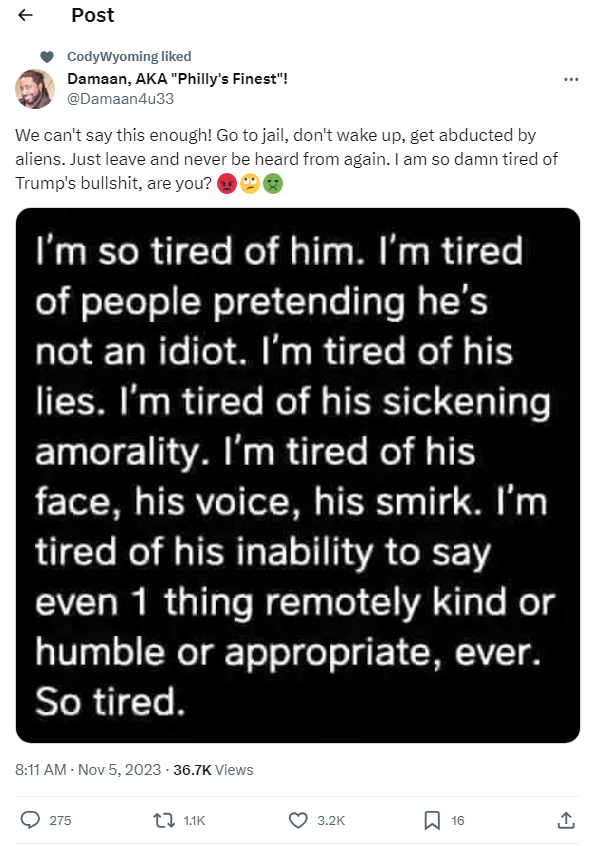 Post
CodyWyoming liked
Damaan, AKA "Philly's Finest"!
@Damaan4u33
We can't say this enough! Go to jail, don't wake up, get abducted by
aliens. Just leave and never be heard from again. I am so damn tired of
Trump's bullshit, are you? 😡🙄🤢
I'm so tired of him. I'm tired
of people pretending he's
not an idiot. I'm tired of his
lies. I'm tired of his sickening
amorality. I'm tired of his
face, his voice, his smirk. I'm
tired of his inability to say
even 1 thing remotely kind or
humble or appropriate, ever.
So tired.
8:11 AM · Nov 5, 2023 · 36.7K Views
275 1.1K 3.2K 16